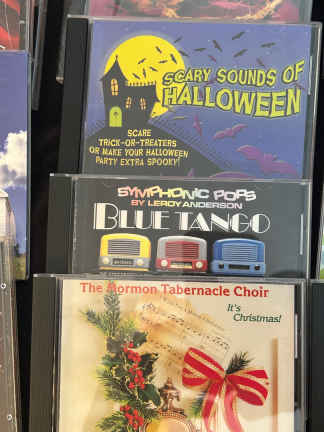 SCARY SOUNDS OF
HALLOWEEN
SCARE
TRICK-OR-TREATERS
OR MAKE YOUR HALLOWEEN
PARTY EXTRA SPOOKY!
SYMPHONIC POPS
BY LEROY ANDERSON
BLUE TANGO
The Mormon Tabernacle Choir
It's
Christmas!